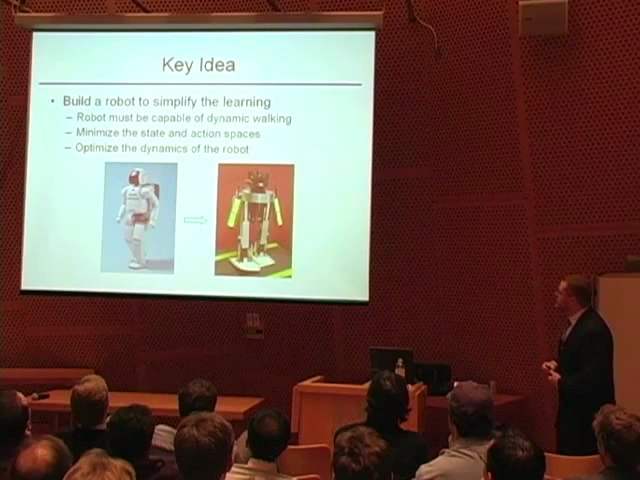 Key Idea
• Build a robot to simplify the learning
– Robot must be capable of dynamic walking
– Minimize the state and action spaces
– Optimize the dynamics of the robot